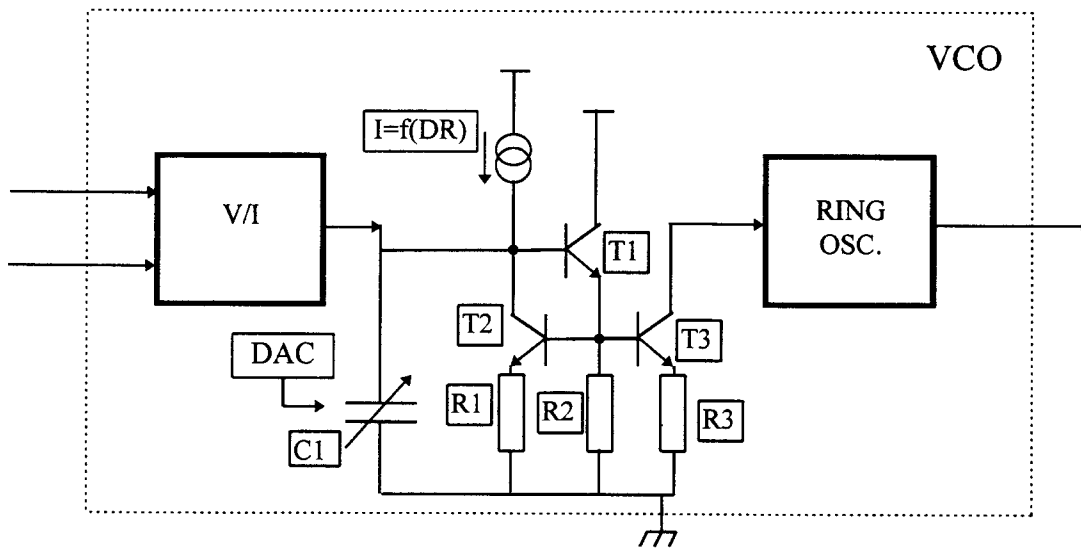 VCO
I=f(DR)
V/I
RING
OSC.
T1
T2
T3
DAC
R1
R2
R3
C1